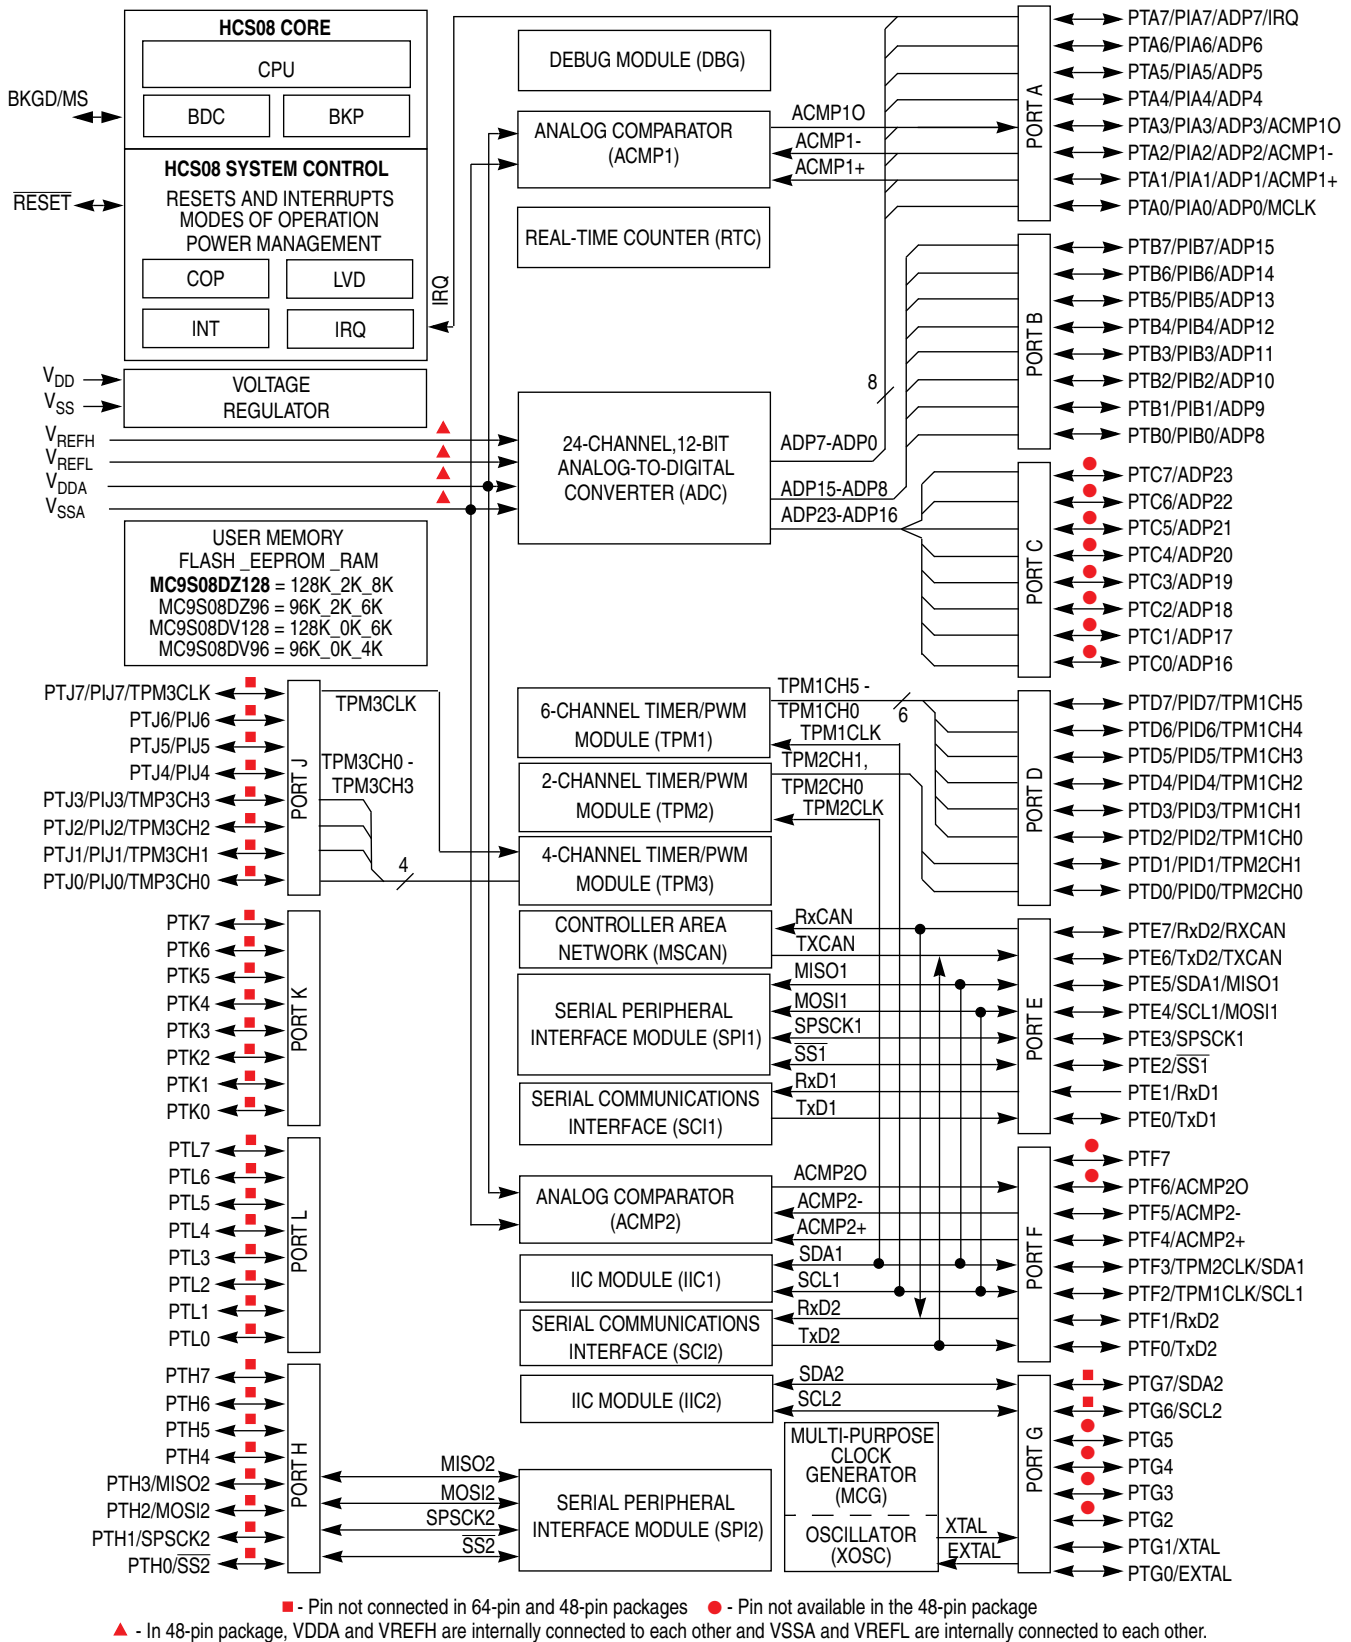 HCS08 CORE
CPU
BDC
BKP
BKGD/MS
HCS08 SYSTEM CONTROL
RESETS AND INTERRUPTS
MODES OF OPERATION
POWER MANAGEMENT
COP
LVD
INT
IRQ
RESET
IRQ
VDD
VSS
VOLTAGE
REGULATOR
VREFH
VREFL
VDDA
VSSA
USER MEMORY
FLASH _EEPROM _RAM
MC9S08DZ128 = 128K_2K_8K
MC9S08DZ96 = 96K_2K_6K
MC9S08DV128 = 128K_0K_6K
MC9S08DV96 = 96K_0K_4K
DEBUG MODULE (DBG)
ANALOG COMPARATOR
(ACMP1)
ACMP1O
ACMP1-
ACMP1+
REAL-TIME COUNTER (RTC)
24-CHANNEL,12-BIT
ANALOG-TO-DIGITAL
CONVERTER (ADC)
8
ADP7-ADP0
ADP15-ADP8
ADP23-ADP16
PORT A
PTA7/PIA7/ADP7/IRQ
PTA6/PIA6/ADP6
PTA5/PIA5/ADP5
PTA4/PIA4/ADP4
PTA3/PIA3/ADP3/ACMP1O
PTA2/PIA2/ADP2/ACMP1-
PTA1/PIA1/ADP1/ACMP1+
PTA0/PIA0/ADP0/MCLK
PORT B
PTB7/PIB7/ADP15
PTB6/PIB6/ADP14
PTB5/PIB5/ADP13
PTB4/PIB4/ADP12
PTB3/PIB3/ADP11
PTB2/PIB2/ADP10
PTB1/PIB1/ADP9
PTB0/PIB0/ADP8
PORT C
PTC7/ADP23
PTC6/ADP22
PTC5/ADP21
PTC4/ADP20
PTC3/ADP19
PTC2/ADP18
PTC1/ADP17
PTC0/ADP16
PTJ7/PIJ7/TPM3CLK
PTJ6/PIJ6
PTJ5/PIJ5
PTJ4/PIJ4
PTJ3/PIJ3/TMP3CH3
PTJ2/PIJ2/TPM3CH2
PTJ1/PIJ1/TPM3CH1
PTJ0/PIJ0/TMP3CH0
PORT J
TPM3CLK
TPM3CH0 -
TPM3CH3
4
6-CHANNEL TIMER/PWM
MODULE (TPM1)
TPM1CH5 -
TPM1CH0
6
TPM1CLK
2-CHANNEL TIMER/PWM
MODULE (TPM2)
TPM2CH1,
TPM2CH0
TPM2CLK
4-CHANNEL TIMER/PWM
MODULE (TPM3)
PORT D
PTD7/PID7/TPM1CH5
PTD6/PID6/TPM1CH4
PTD5/PID5/TPM1CH3
PTD4/PID4/TPM1CH2
PTD3/PID3/TPM1CH1
PTD2/PID2/TPM1CH0
PTD1/PID1/TPM2CH1
PTD0/PID0/TPM2CH0
PTK7
PTK6
PTK5
PTK4
PTK3
PTK2
PTK1
PTK0
PORT K
CONTROLLER AREA
NETWORK (MSCAN)
RxCAN
TXCAN
SERIAL PERIPHERAL
INTERFACE MODULE (SPI1)
MISO1
MOSI1
SPSCK1
SS1
SERIAL COMMUNICATIONS
INTERFACE (SCI1)
RxD1
TxD1
PORT E
PTE7/RxD2/RXCAN
PTE6/TxD2/TXCAN
PTE5/SDA1/MISO1
PTE4/SCL1/MOSI1
PTE3/SPSCK1
PTE2/SS1
PTE1/RxD1
PTE0/TxD1
PTL7
PTL6
PTL5
PTL4
PTL3
PTL2
PTL1
PTL0
PORT L
ANALOG COMPARATOR
(ACMP2)
ACMP2O
ACMP2-
ACMP2+
IIC MODULE (IIC1)
SDA1
SCL1
SERIAL COMMUNICATIONS
INTERFACE (SCI2)
RxD2
TxD2
PORT F
PTF7
PTF6/ACMP2O
PTF5/ACMP2-
PTF4/ACMP2+
PTF3/TPM2CLK/SDA1
PTF2/TPM1CLK/SCL1
PTF1/RxD2
PTF0/TxD2
PTH7
PTH6
PTH5
PTH4
PTH3/MISO2
PTH2/MOSI2
PTH1/SPSCK2
PTH0/SS2
PORT H
MISO2
MOSI2
SPSCK2
SS2
IIC MODULE (IIC2)
SDA2
SCL2
SERIAL PERIPHERAL
INTERFACE MODULE (SPI2)
MULTI-PURPOSE
CLOCK
GENERATOR
(MCG)
OSCILLATOR
(XOSC)
XTAL
EXTAL
PORT G
PTG7/SDA2
PTG6/SCL2
PTG5
PTG4
PTG3
PTG2
PTG1/XTAL
PTG0/EXTAL
- Pin not connected in 64-pin and 48-pin packages
- Pin not available in the 48-pin package
- In 48-pin package, VDDA and VREFH are internally connected to each other and VSSA and VREFL are internally connected to each other.